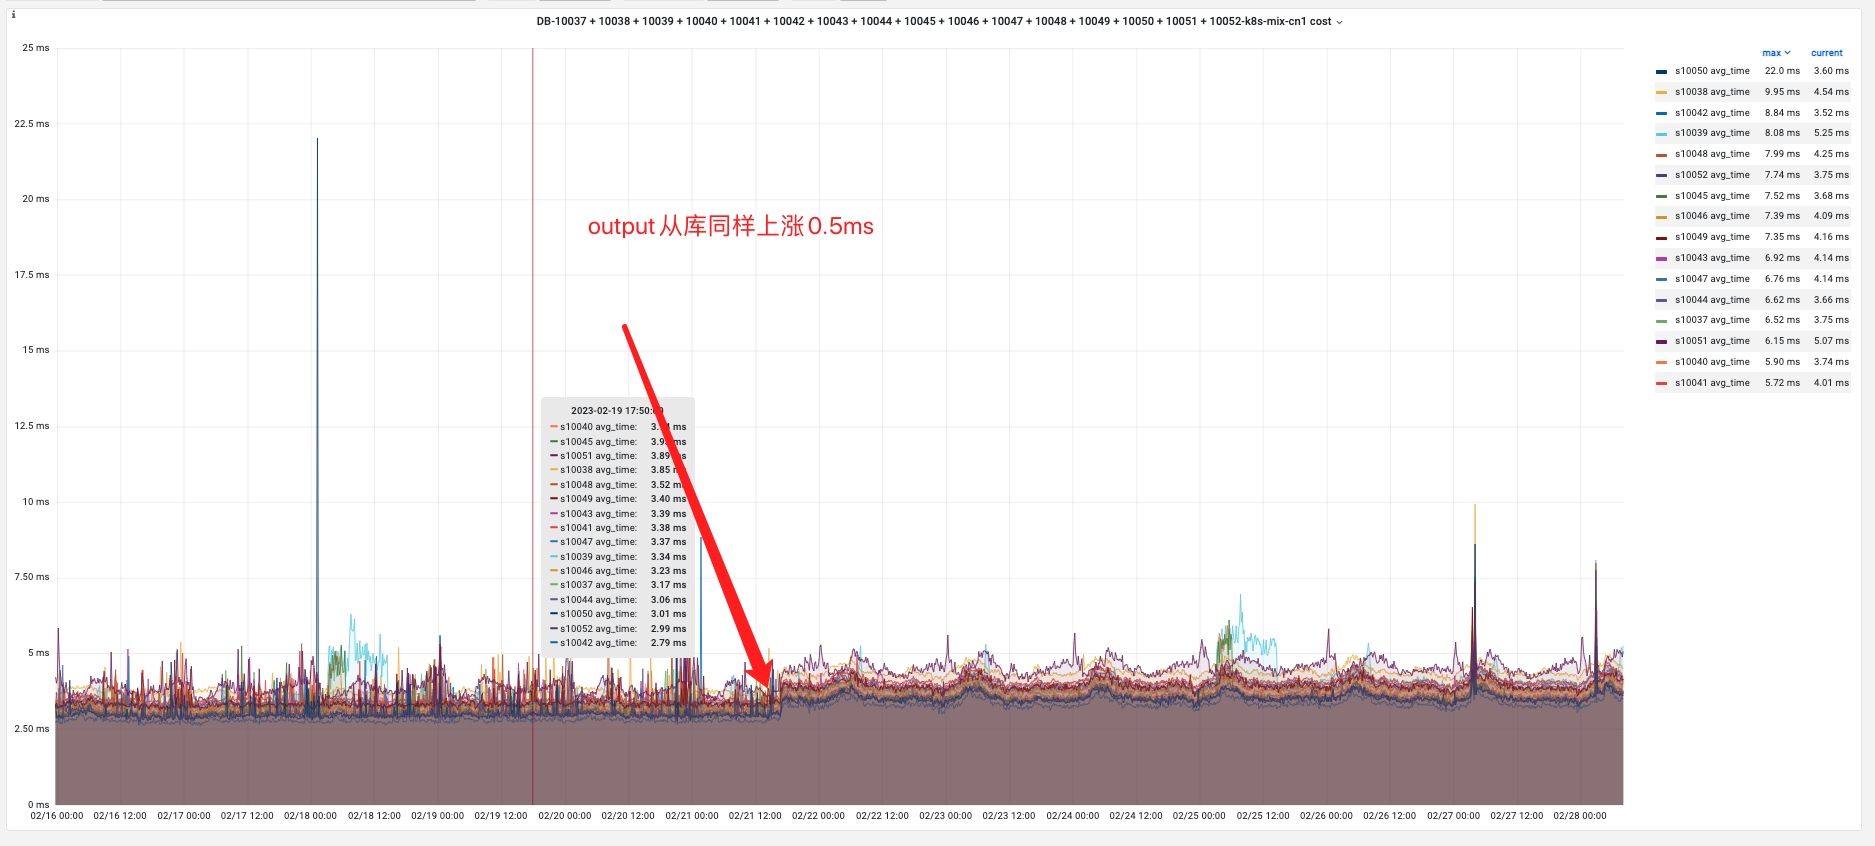 DB-10037 + 10038 + 10039 + 10040 + 10041 + 10042 + 10043 + 10044 + 10045 + 10046 + 10047 + 10048 + 10049 + 10050 + 10051 + 10052-k8s-mix-cn1 cost
25 ms
22.5 ms
20 ms
17.5 ms
15 ms
12.5 ms
10 ms
7.50 ms
5 ms
2.50 ms
0 ms
output从库同样上涨0.5ms
2023-02-19 17:50:
s10040 avg_time: ms
s10045 avg_time: ms
s10051 avg_time: 3.89
s10038 avg_time: 3.85
s10048 avg_time: 3.52
s10049 avg_time: 3.40 ms
s10043 avg_time: 3.39 ms
s10041 avg_time: 3.38 ms
s10047 avg_time: 3.37 ms
s10039 avg_time: 3.34 ms
s10046 avg_time: 3.23 ms
s10037 avg_time: 3.17 ms
s10044 avg_time: 3.06 ms
s10050 avg_time: 3.01 ms
s10052 avg_time: 2.99 ms
s10042 avg_time: 2.79 ms
02/16 00:00 02/16 12:00 02/17 00:00 02/17 12:00 02/18 00:00 02/18 12:00 02/19 00:00 02/19 12:00 02/20 00:00 02/20 12:00 02/21 00:00 02/21 12:00 02/22 00:00 02/22 12:00 02/23 00:00 02/23 12:00 02/24 00:00 02/24 12:00 02/25 00:00 02/25 12:00 02/26 00:00 02/26 12:00 02/27 00:00 02/27 12:00 02/28 00:00
max current
s10050 avg_time 22.0 ms 3.60 ms
s10038 avg_time 9.95 ms 4.54 ms
s10042 avg_time 8.84 ms 3.52 ms
s10039 avg_time 8.08 ms 5.25 ms
s10048 avg_time 7.99 ms 4.25 ms
s10052 avg_time 7.74 ms 3.75 ms
s10045 avg_time 7.52 ms 3.68 ms
s10046 avg_time 7.39 ms 4.09 ms
s10049 avg_time 7.35 ms 4.16 ms
s10043 avg_time 6.92 ms 4.14 ms
s10047 avg_time 6.76 ms 4.14 ms
s10044 avg_time 6.62 ms 3.66 ms
s10037 avg_time 6.52 ms 3.75 ms
s10051 avg_time 6.15 ms 5.07 ms
s10040 avg_time 5.90 ms 3.74 ms
s10041 avg_time 5.72 ms 4.01 ms